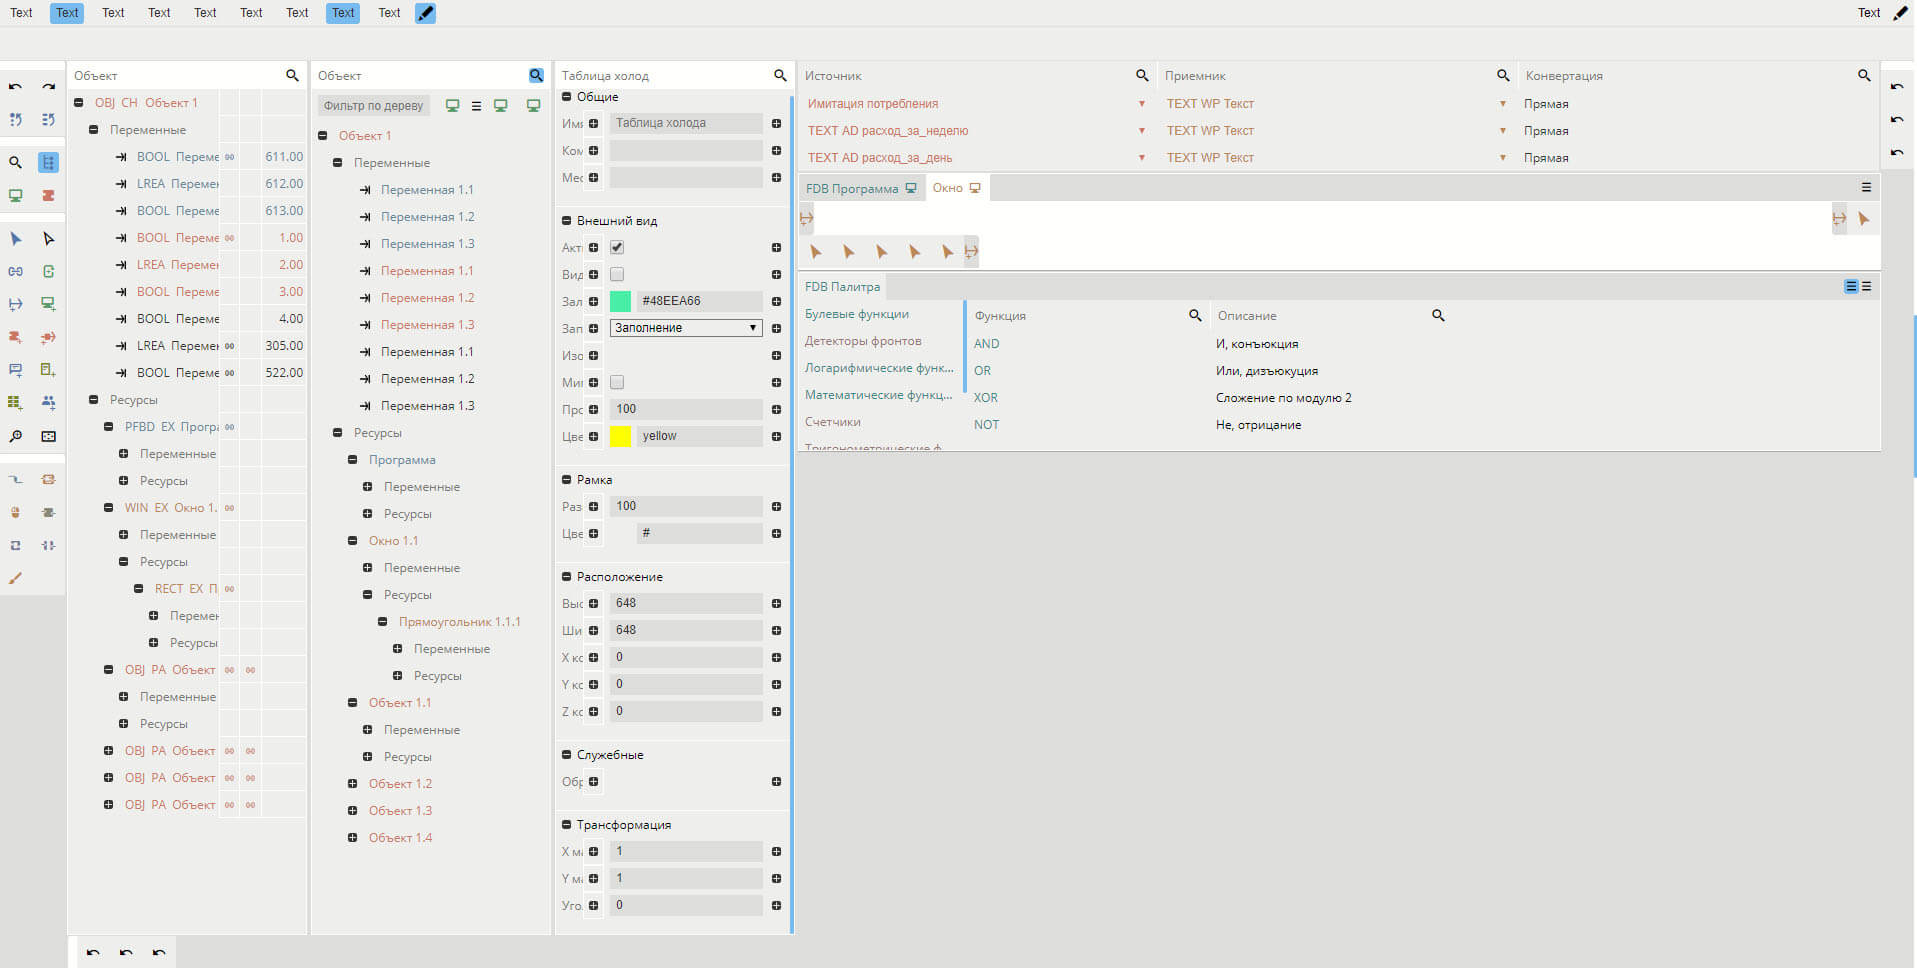 Text Text Text Text Text Text Text Text Text Text
Объект
OBJ CH Объект 1
Переменные
BOOL Переме 00 611.00
LREA Перемен 612.00
BOOL Переме 613.00
BOOL Переме 00 1.00
LREA Перемен 2.00
BOOL Переме 3.00
BOOL Переме 4.00
LREA Перемен 00 305.00
BOOL Переме 00 522.00
Ресурсы
PFBD EX Програ 00
Переменные
Ресурсы
WIN EX Окно 1. 00
Переменные
Ресурсы
RECT EX П 00
Перемен
Ресурсы
OBJ PA Объект 00 00
Переменные
Ресурсы
OBJ PA Объект 00 00
OBJ PA Объект 00 00
OBJ PA Объект 00 00
Объект
Фильтр по дереву
Объект 1
Переменные
Переменная 1.1
Переменная 1.2
Переменная 1.3
Переменная 1.1
Переменная 1.2
Переменная 1.3
Переменная 1.1
Переменная 1.2
Переменная 1.3
Ресурсы
Программа
Переменные
Ресурсы
Окно 1.1
Переменные
Ресурсы
Прямоугольник 1.1.1
Переменные
Ресурсы
Объект 1.1
Переменные
Ресурсы
Объект 1.2
Объект 1.3
Объект 1.4
Таблица холод
Общие
Имя Таблица холода
Ком
Мес
Внешний вид
Акт
Вид
Зал #48EEA66
Зап Заполнение
Изо
Миг
Про 100
Цве yellow
Рамка
Раз 100
Цве #
Расположение
Выс 648
Ши 648
X ко 0
Y ко 0
Z ко 0
Служебные
Обр
Трансформация
X ма 1
Y ма 1
Уго. 0
Источник Приемник Конвертация
Имитация потребления TEXT WP Текст Прямая
TEXT AD расход_за_неделю TEXT WP Текст Прямая
TEXT AD расход_за_день TEXT WP Текст Прямая
FDB Программа Окно
FDB Палитра
Булевые функции
Детекторы фронтов
Логарифмические функ...
Математические функц...
Счетчики
Тригонометрические ф
Функция Описание
AND И, конъюкция
OR Или, дизъюкуция
XOR Сложение по модулю 2
NOT Не, отрицание